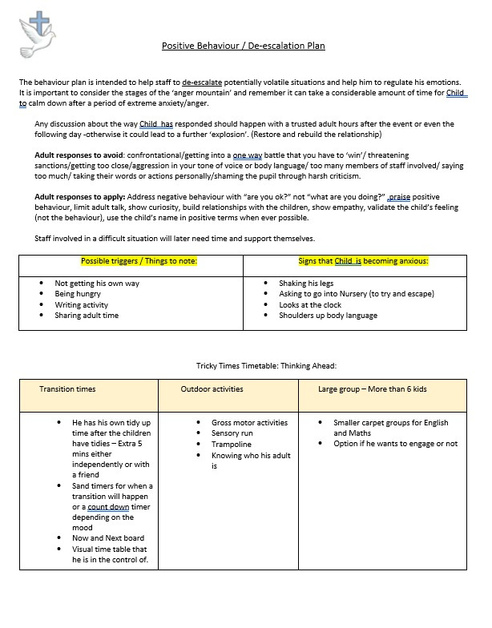 Positive Behaviour / De-escalation Plan
The behaviour plan is intended to help staff to de-escalate potentially volatile situations and help him to regulate his emotions.
It is important to consider the stages of the 'anger mountain' and remember it can take a considerable amount of time for Child
to calm down after a period of extreme anxiety/anger.
Any discussion about the way Child has responded should happen with a trusted adult hours after the event or even the
following day -otherwise it could lead to a further 'explosion'. (Restore and rebuild the relationship)
Adult responses to avoid: confrontational/getting into a one way battle that you have to 'win'/ threatening
sanctions/getting too close/aggression in your tone of voice or body language/ too many members of staff involved/ saying
too much/ taking their words or actions personally/shaming the pupil through harsh criticism.
Adult responses to apply: Address negative behaviour with "are you ok?" not "what are you doing?" ,praise positive
behaviour, limit adult talk, show curiosity, build relationships with the children, show empathy, validate the child's feeling
(not the behaviour), use the child's name in positive terms when ever possible.
Staff involved in a difficult situation will later need time and support themselves.
Possible triggers / Things to note:
Signs that Child is becoming anxious:
• Not getting his own way
• Being hungry
• Writing activity
• Sharing adult time
• Shaking his legs
• Asking to go into Nursery (to try and escape)
• Looks at the clock
• Shoulders up body language
Tricky Times Timetable: Thinking Ahead:
Transition times
Outdoor activities
Large group – More than 6 kids
• He has his own tidy up
time after the children
have tidies – Extra 5
mins either
independently or with
a friend
• Sand timers for when a
transition will happen
or a count down timer
depending on the
mood
• Now and Next board
• Visual time table that
he is in the control of.
• Gross motor activities
• Sensory run
• Trampoline
• Knowing who his adult
is
• Smaller carpet groups for English
and Maths
• Option if he wants to engage or not